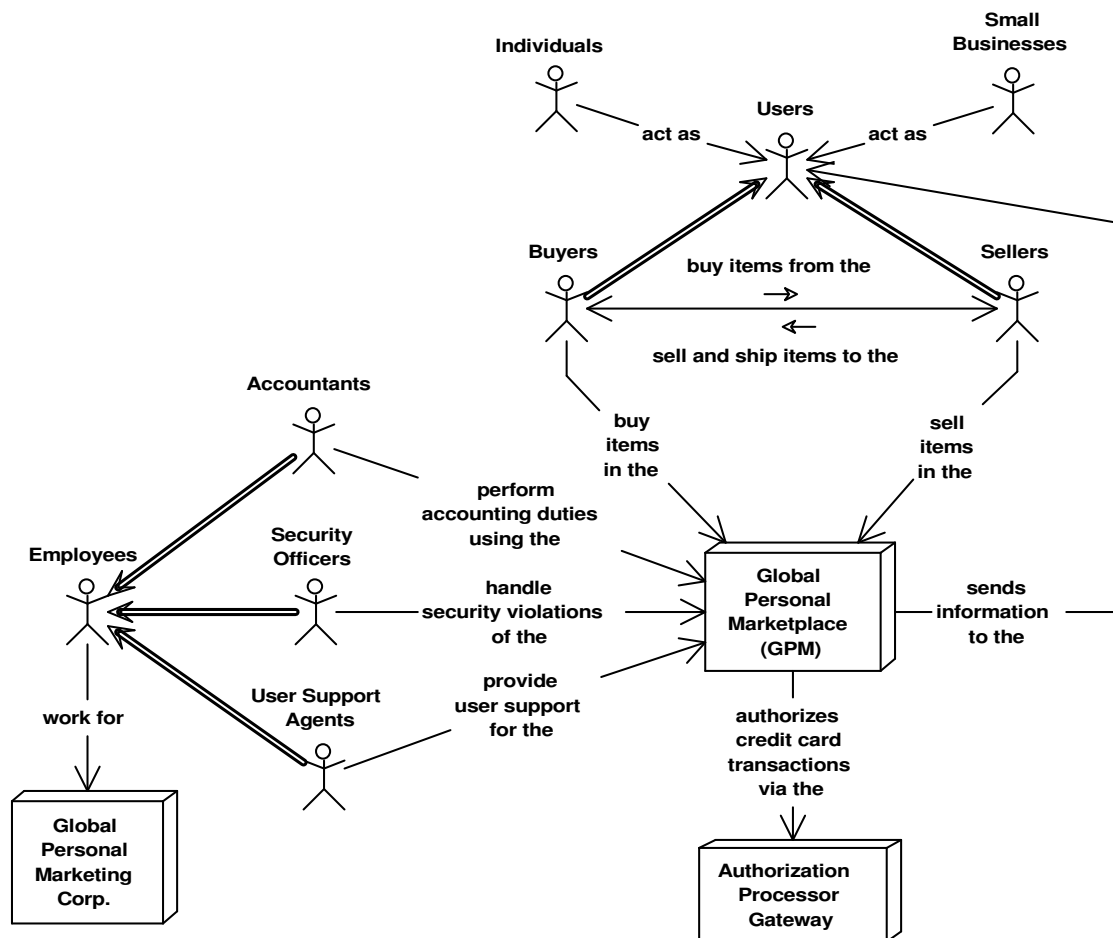 Individuals
Small
Businesses
Users
act as
act as
Buyers
Sellers
buy items from the
sell and ship items to the
Accountants
buy
items
in the
sell
items
in the
perform
accounting duties
using the
Employees
Security
Officers
handle
security violations
of the
Global
Personal
Marketplace
(GPM)
sends
information
to the
User Support
Agents
provide
user support
for the
work for
authorizes
credit card
transactions
via the
Global
Personal
Marketing
Corp.
Authorization
Processor
Gateway